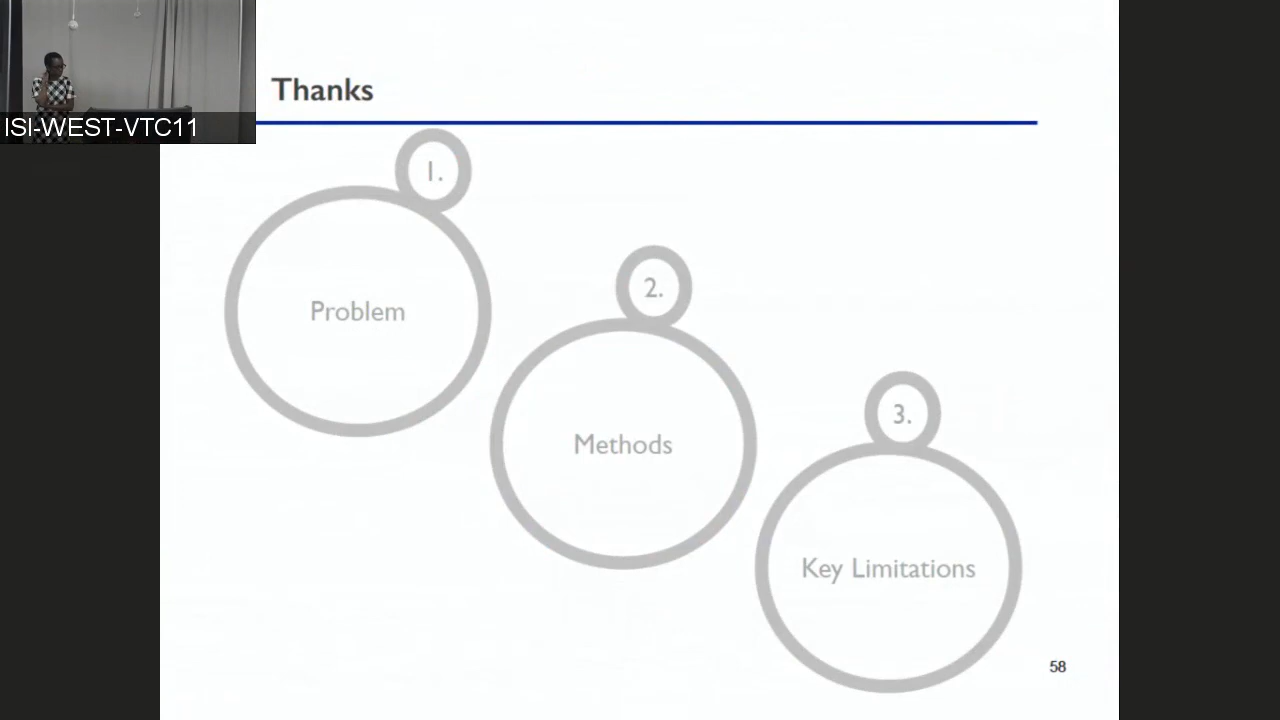 Thanks
ISI-WEST-VTC11
1.
Problem
2.
Methods
3.
Key Limitations
58